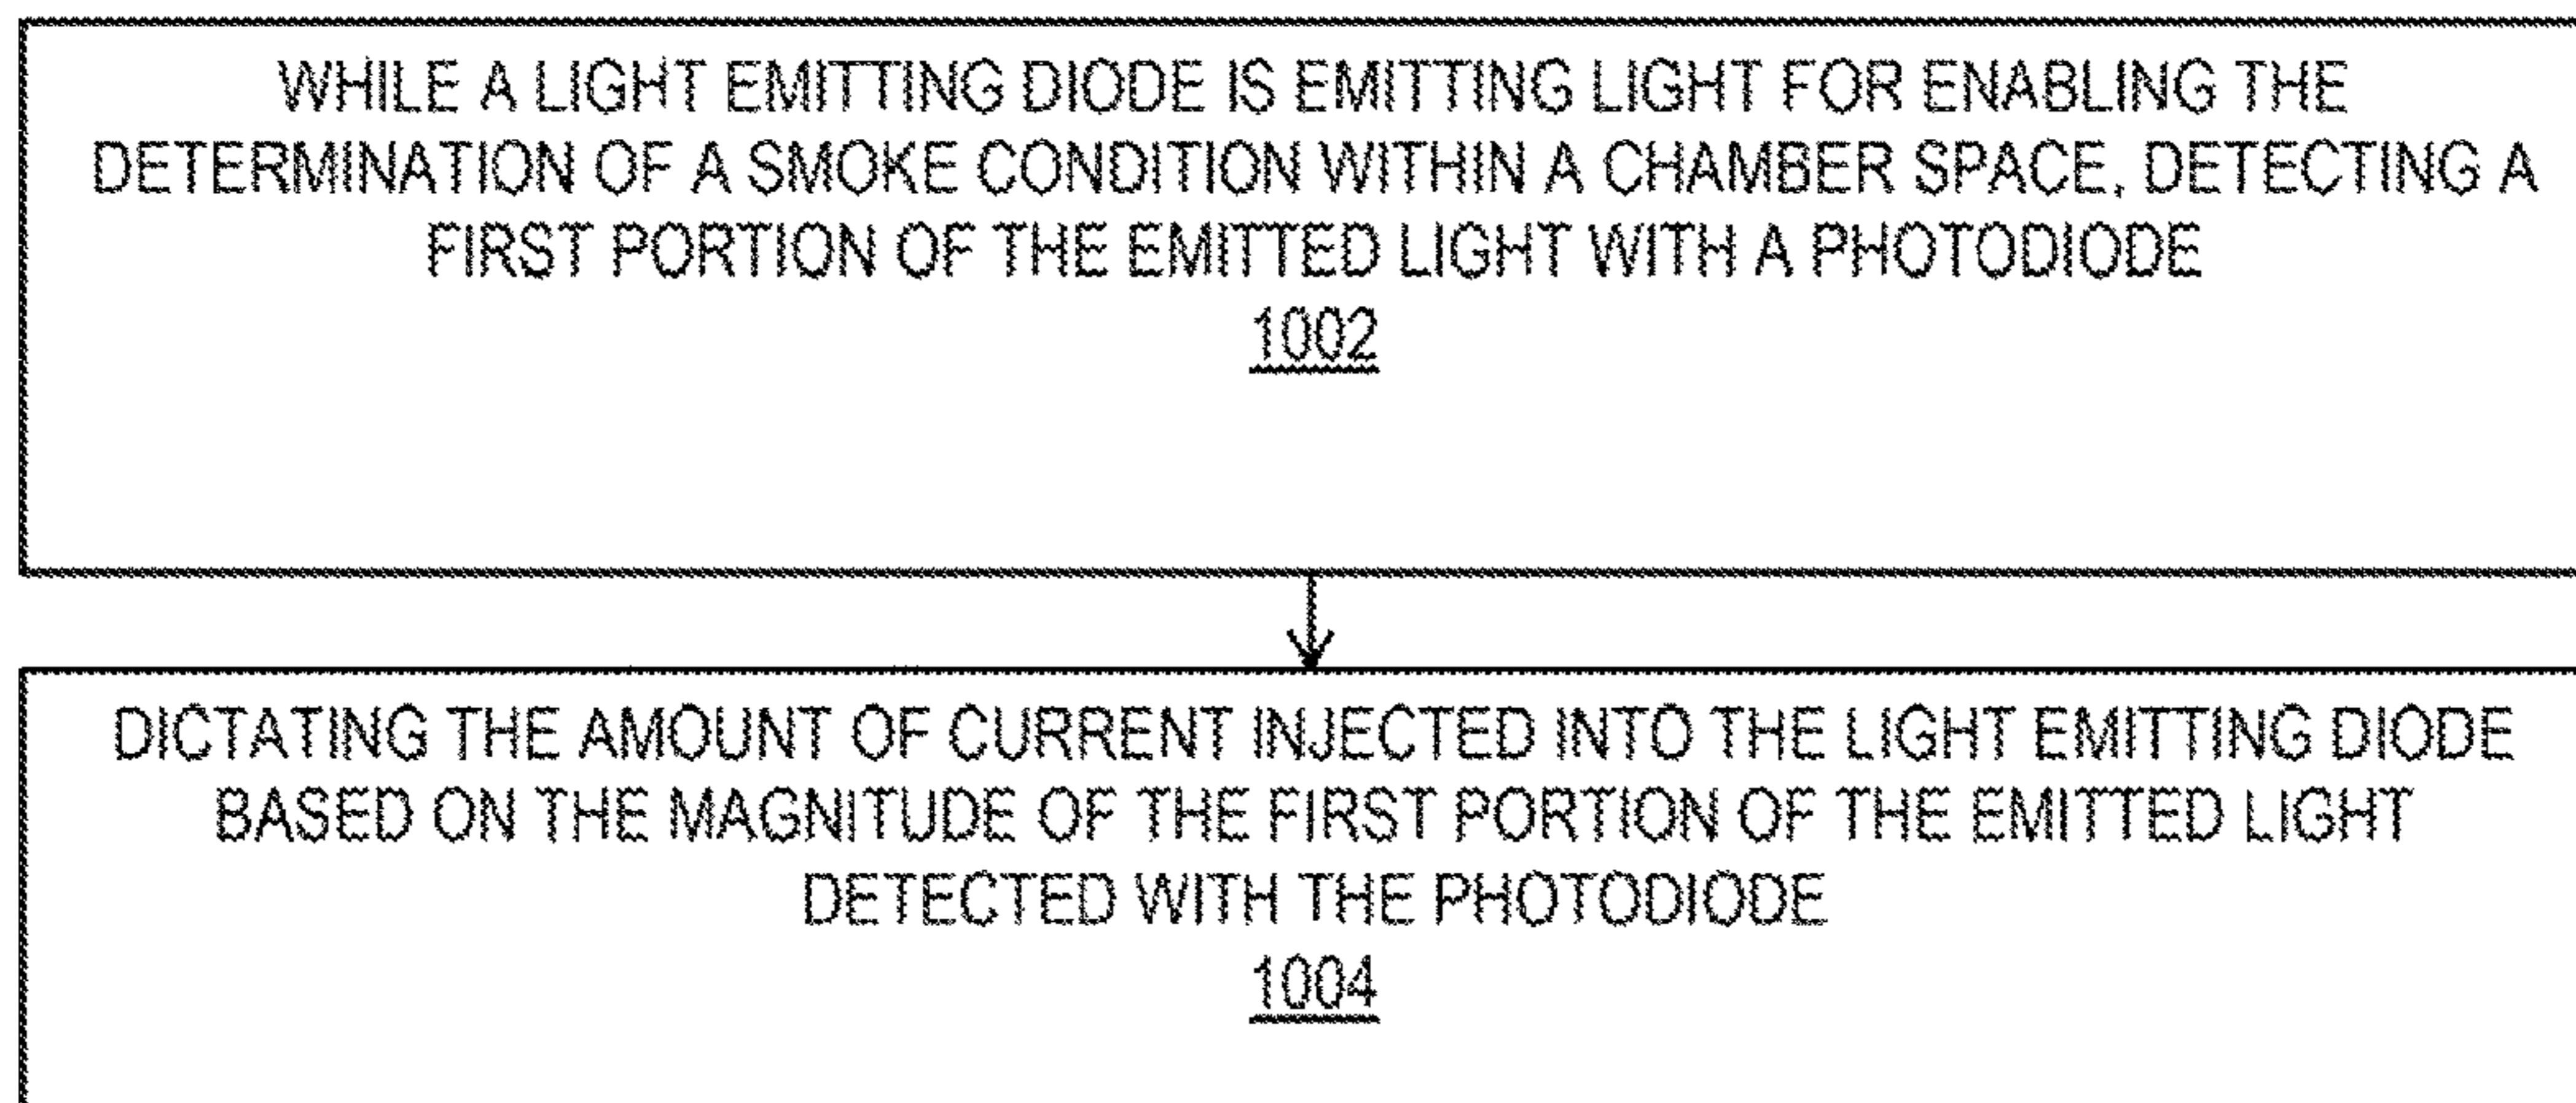 WHILE A LIGHT EMITTING DIODE IS EMITTING LIGHT FOR ENABLING THE
DETERMINATION OF A SMOKE CONDITION WITHIN A CHAMBER SPACE, DETECTING A
FIRST PORTION OF THE EMITTED LIGHT WITH A PHOTODIODE
1002
DICTATING THE AMOUNT OF CURRENT INJECTED INTO THE LIGHT EMITTING DIODE
BASED ON THE MAGNITUDE OF THE FIRST PORTION OF THE EMITTED LIGHT
DETECTED WITH THE PHOTODIODE
1004